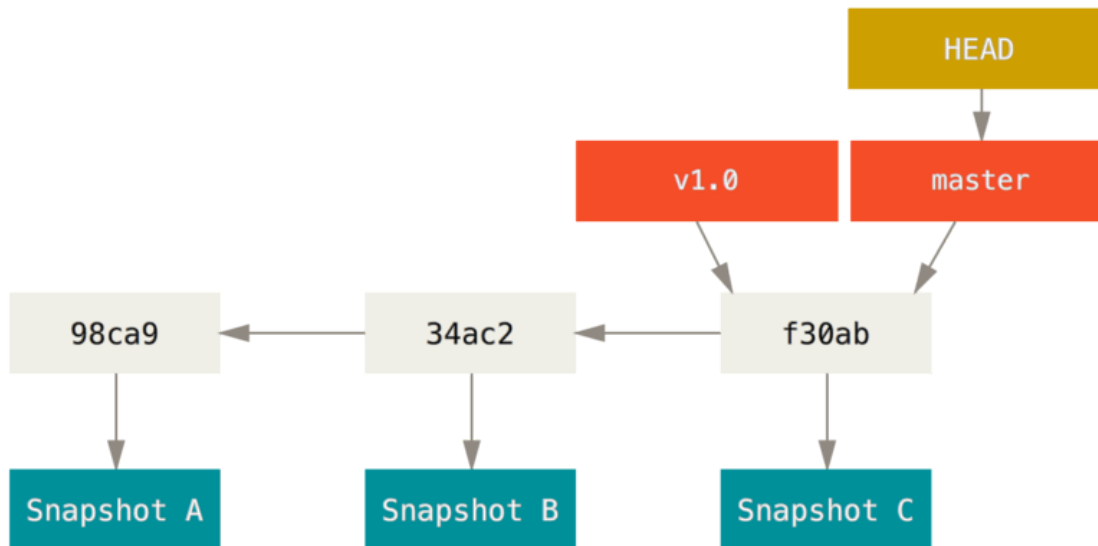 HEAD
v1.0
master
98ca9
34ac2
f30ab
Snapshot A
Snapshot B
Snapshot C